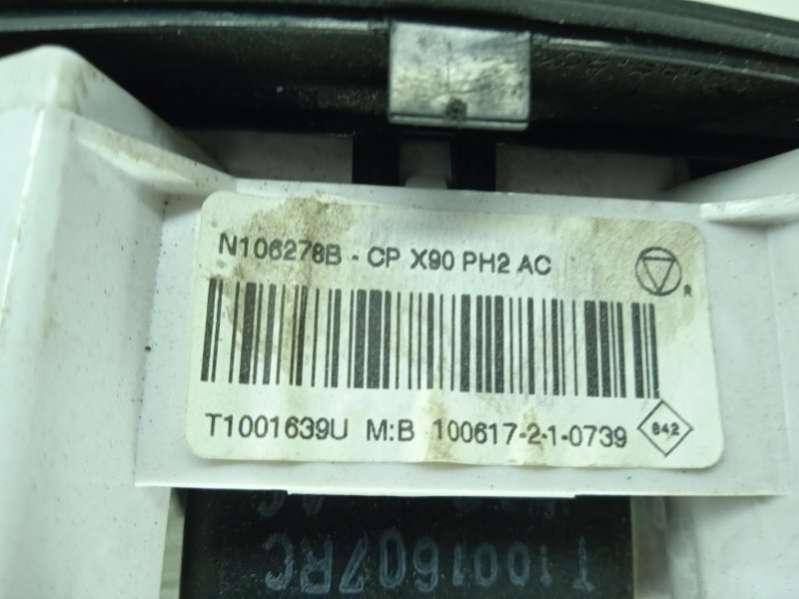 N106278B - CP X90 PH2 AC
R
T1001639U M:B 100617-2-1-0739
842
T1001607RC